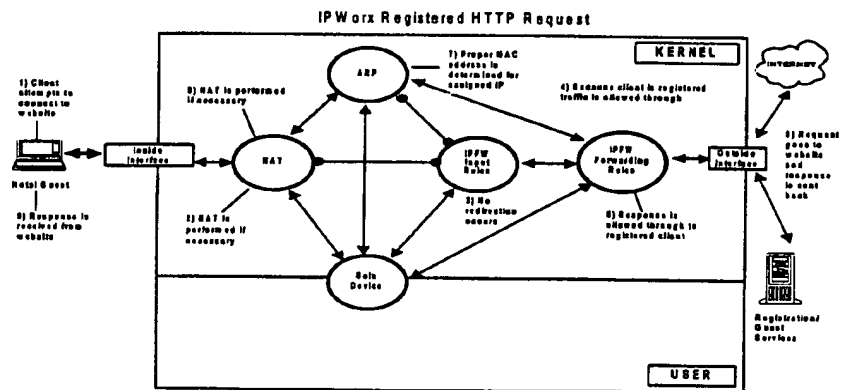 IPWorx Registered HTTP Request
KERNEL
ARP
7) Proper MAC
address is
determined for
assigned IP
INTERNET
1) Client
attempts to
connect to
website
8) NAT is performed
if necessary
4) Because client is registered
traffic is allowed through
Inside
Interface
NAT
IPFW
Input
Rules
IPFW
Forwarding
Rules
Outside
Interface
5) Request
goes to
website
and
response
is sent
back
Hotel Guest
9) Response is
received from
website
2) NAT is
performed if
necessary
3) No
redirection
occurs
6) Response is
allowed through to
registered client
Device
Registration/
Guest
Services
USER